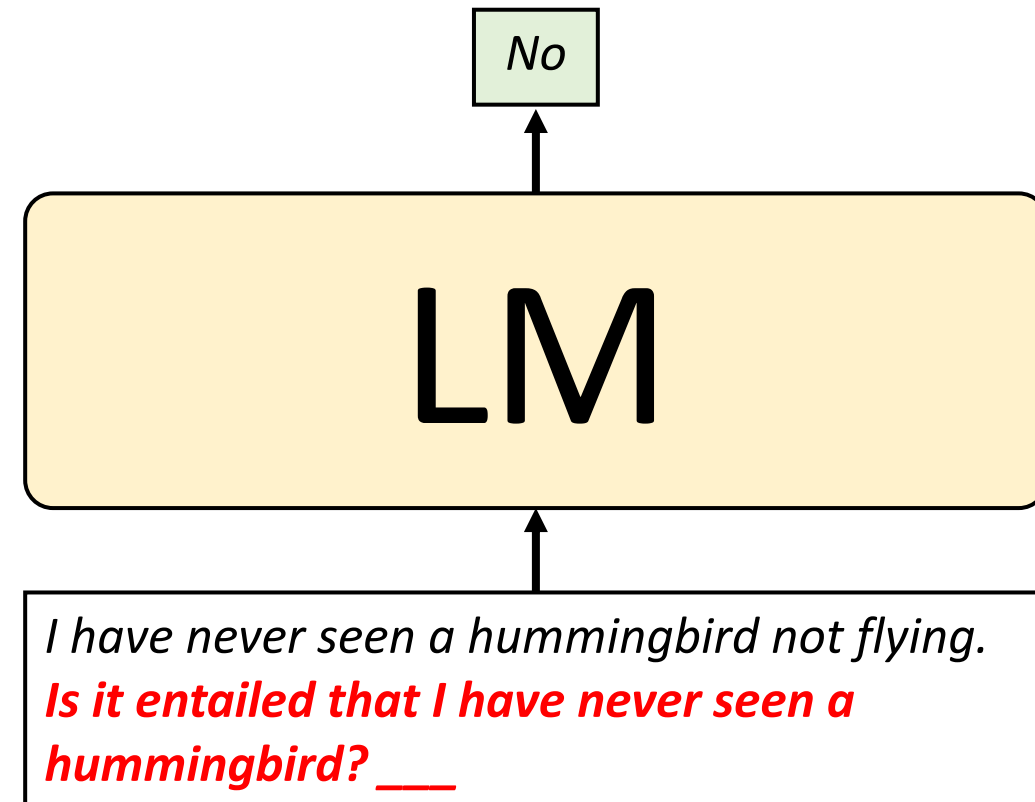 No
LM
I have never seen a hummingbird not flying.
Is it entailed that I have never seen a
hummingbird? ___